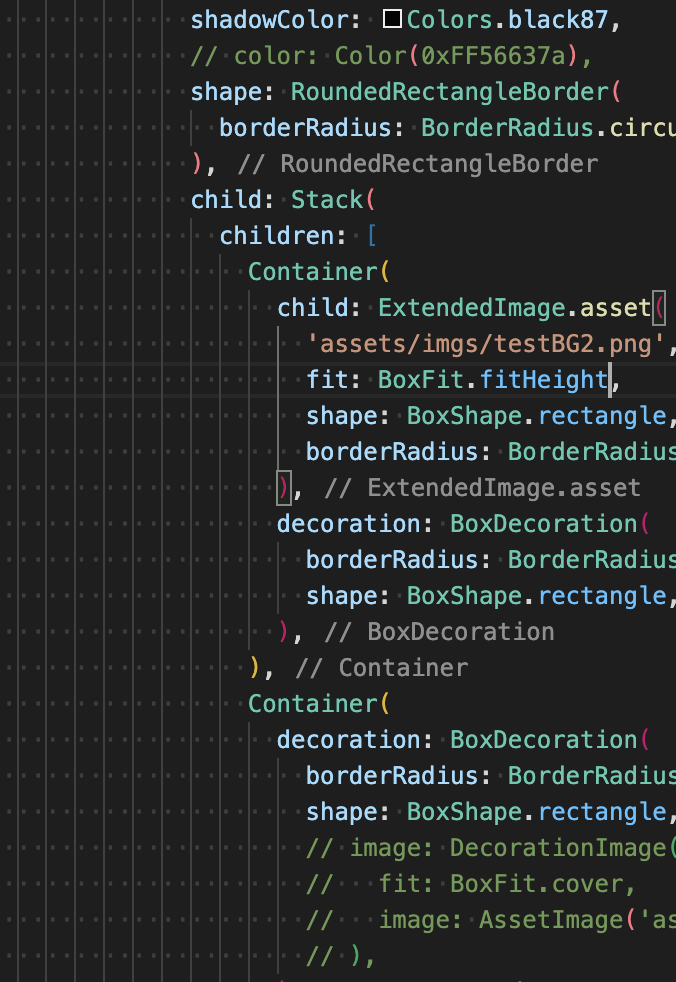 shadowColor: Colors.black87,
// color: Color(0xFF56637a),
shape: RoundedRectangleBorder(
borderRadius: BorderRadius.circu
), // RoundedRectangleBorder
child: Stack(
children: [
Container(
child: ExtendedImage.asset(
'assets/imgs/testBG2.png',
fit: BoxFit.fitHeight,
shape: BoxShape.rectangle,
borderRadius: BorderRadius
), // ExtendedImage.asset
decoration: BoxDecoration(
borderRadius: BorderRadius
shape: BoxShape.rectangle,
), // BoxDecoration
), // Container
Container(
decoration: BoxDecoration(
borderRadius: BorderRadius
shape: BoxShape.rectangle,
// image: DecorationImage(
// fit: BoxFit.cover,
// image: AssetImage('as
// ),